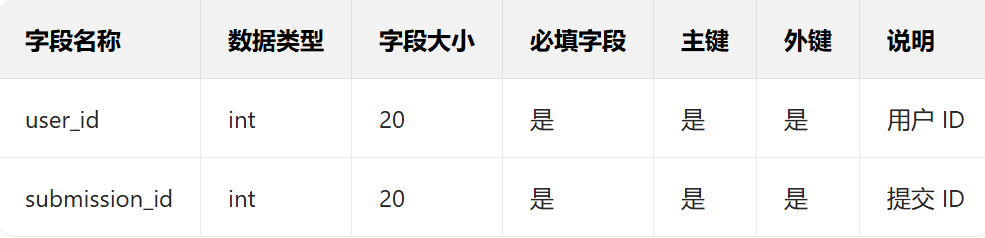 字段名称 数据类型 字段大小 必填字段 主键 外键 说明
user_id int 20 是 是 是 用户 ID
submission_id int 20 是 是 是 提交 ID